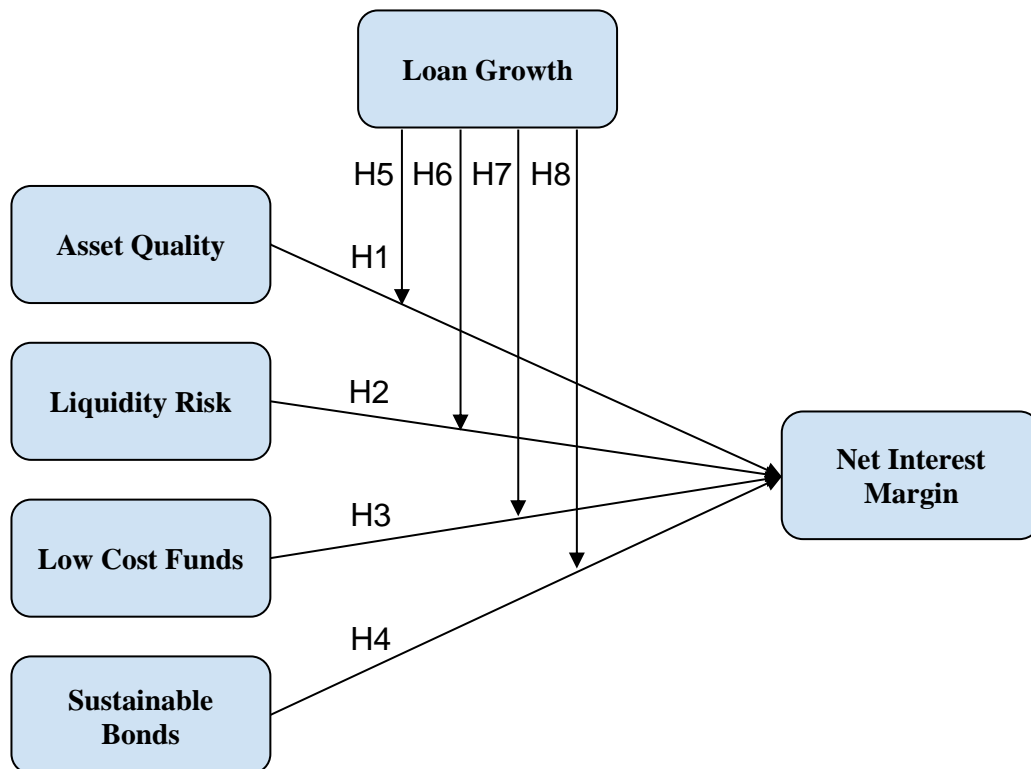 Loan Growth
H5
H6
H7
H8
Asset Quality
H1
Liquidity Risk
H2
Net Interest
Margin
Low Cost Funds
H3
Sustainable
Bonds
H4